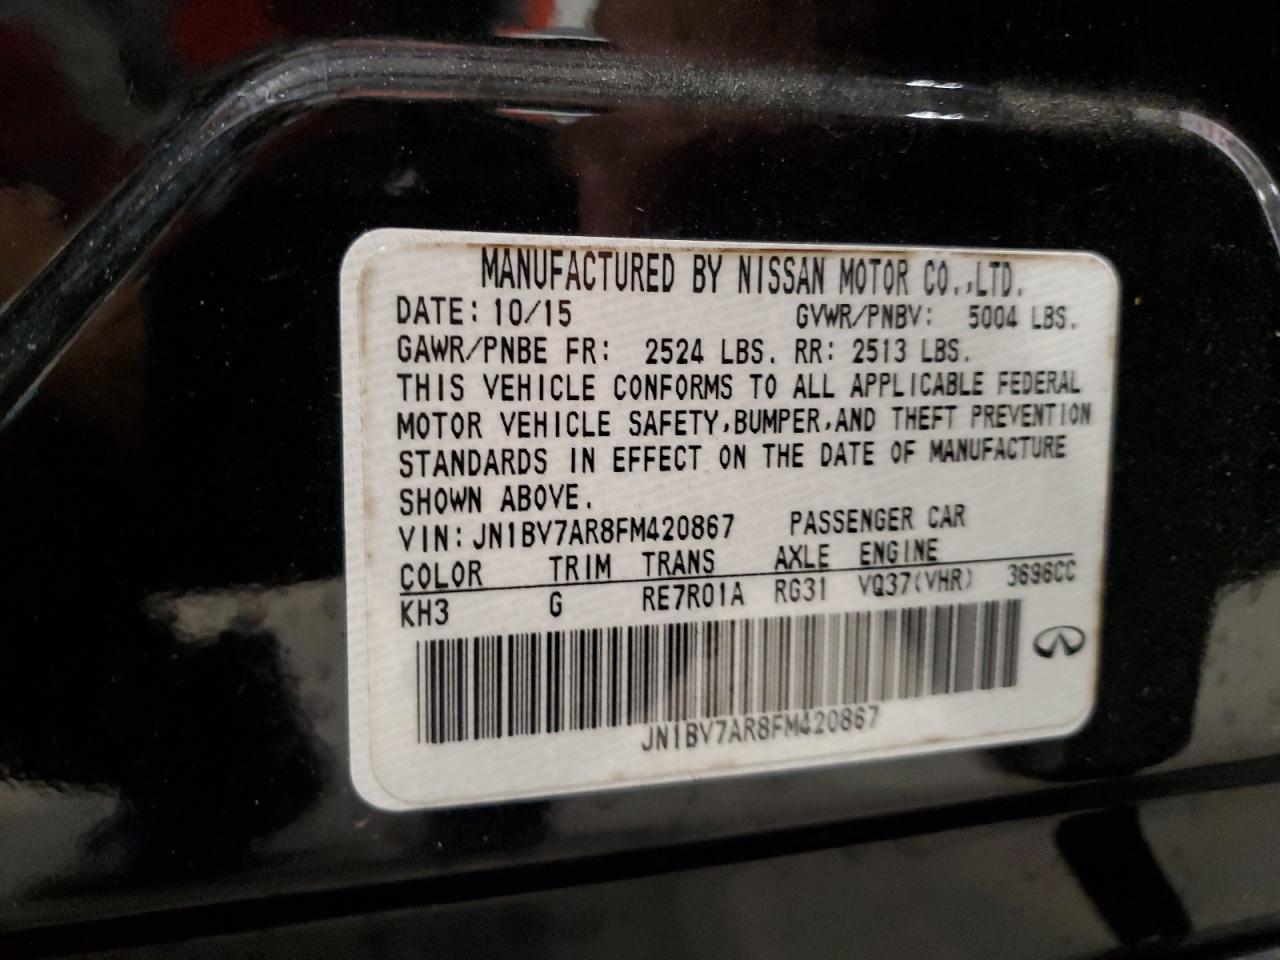 MANUFACTURED BY NISSAN MOTOR CO.,LTD.
DATE: 10/15 GVWR/PNBV: 5004 LBS.
GAWR/PNBE FR: 2524 LBS. RR: 2513 LBS.
THIS VEHICLE CONFORMS TO ALL APPLICABLE FEDERAL
MOTOR VEHICLE SAFETY,BUMPER,AND THEFT PREVENTION
STANDARDS IN EFFECT ON THE DATE OF MANUFACTURE
SHOWN ABOVE.
VIN: JN1BV7AR8FM420867 PASSENGER CAR
COLOR TRIM TRANS AXLE ENGINE
KH3 G RE7R01A RG31 VQ37(VHR) 3696CC
JN1BV7AR8FM420867